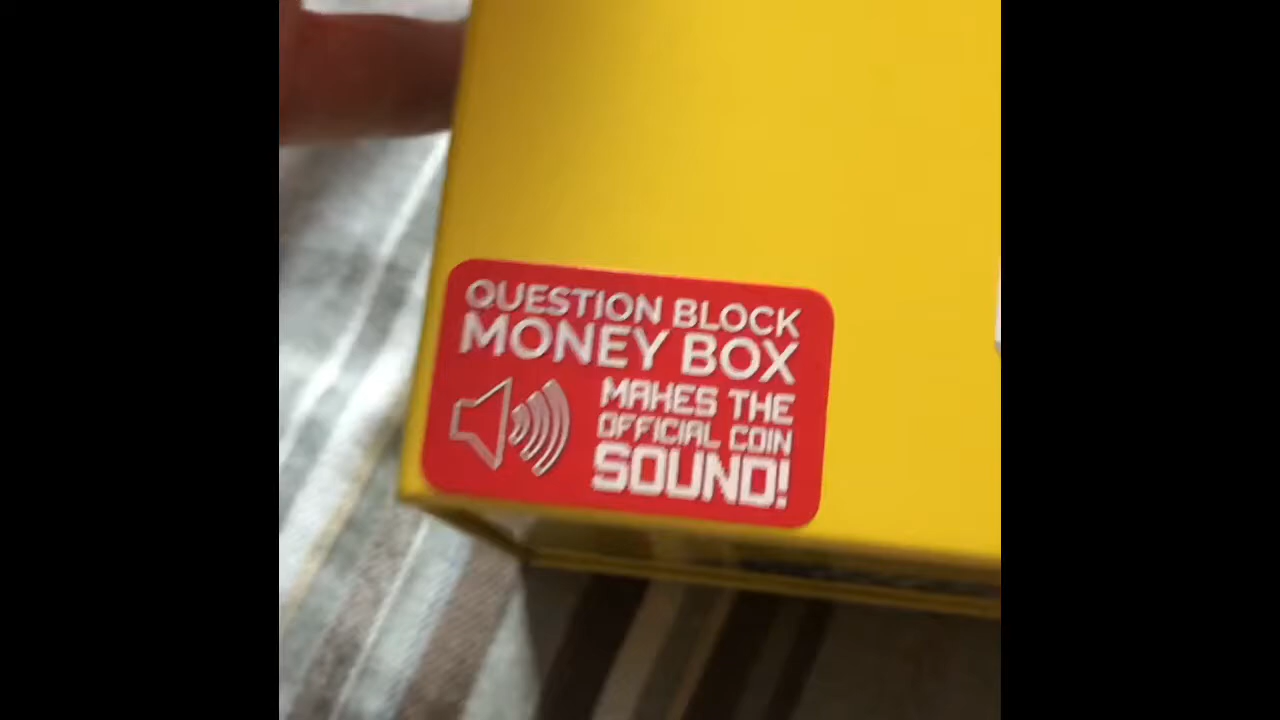 QUESTION BLOCK
MONEY BOX
MAKES THE
OFFICIAL COIN
SOUND!